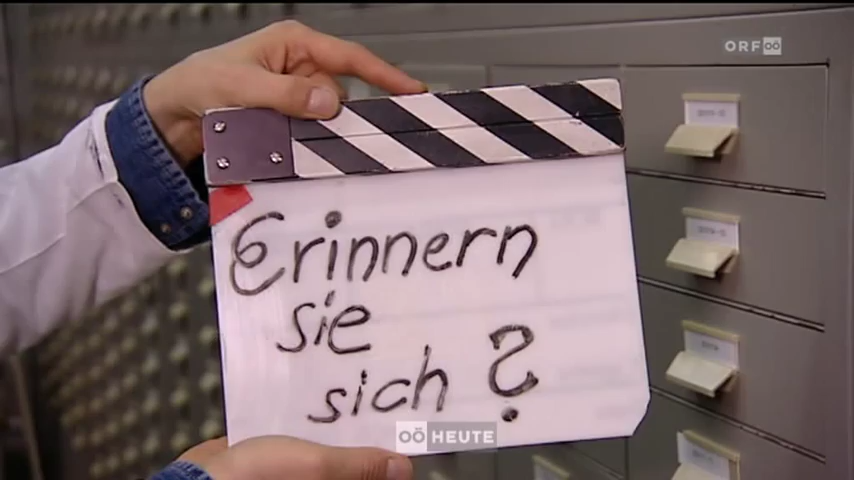 ORF OÖ
Erinnern
sie
sich ?
OÖ HEUTE